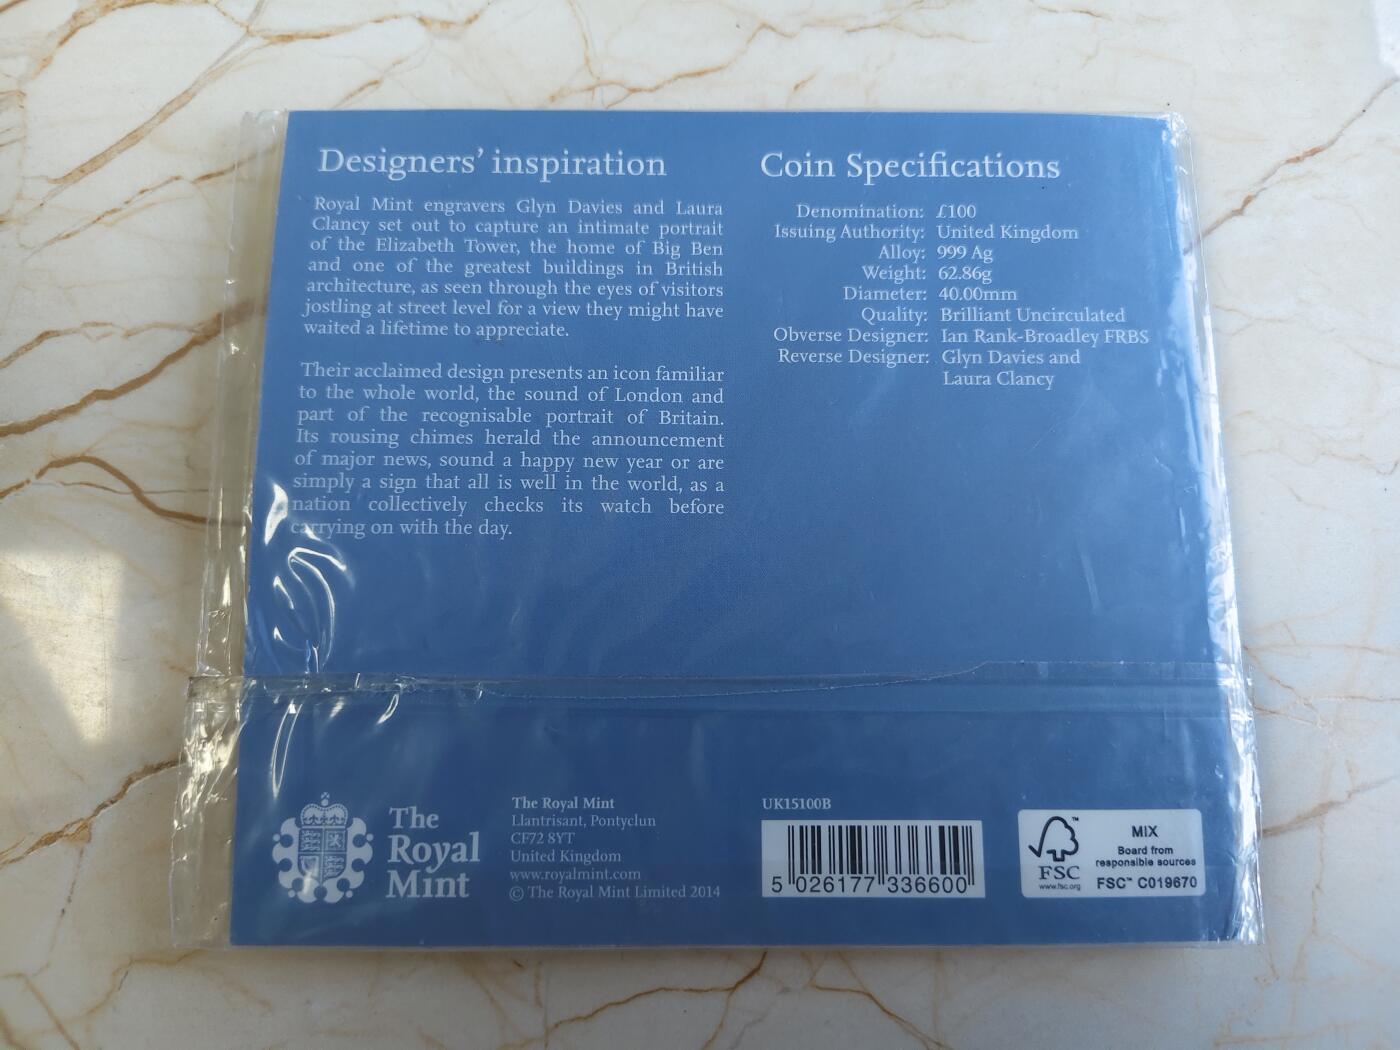 Designers' inspiration
Royal Mint engravers Glyn Davies and Laura
Clancy set out to capture an intimate portrait
of the Elizabeth Tower, the home of Big Ben
and one of the greatest buildings in British
architecture, as seen through the eyes of visitors
jostling at street level for a view they might have
waited a lifetime to appreciate.
Their acclaimed design presents an icon familiar
to the whole world, the sound of London and
part of the recognisable portrait of Britain.
Its rousing chimes herald the announcement
of major news, sound a happy new year or are
simply a sign that all is well in the world, as a
nation collectively checks its watch before
carrying on with the day.
Coin Specifications
Denomination: £100
Issuing Authority: United Kingdom
Alloy: 999 Ag
Weight: 62.86g
Diameter: 40.00mm
Quality: Brilliant Uncirculated
Obverse Designer: Ian Rank-Broadley FRBS
Reverse Designer: Glyn Davies and
Laura Clancy
The
Royal
Mint
The Royal Mint
Llantrisant, Pontyclun
CF72 8YT
United Kingdom
www.royalmint.com
© The Royal Mint Limited 2014
UK15100B
5 026177 336600
FSC
www.fsc.org
MIX
Board from
responsible sources
FSC™ C019670